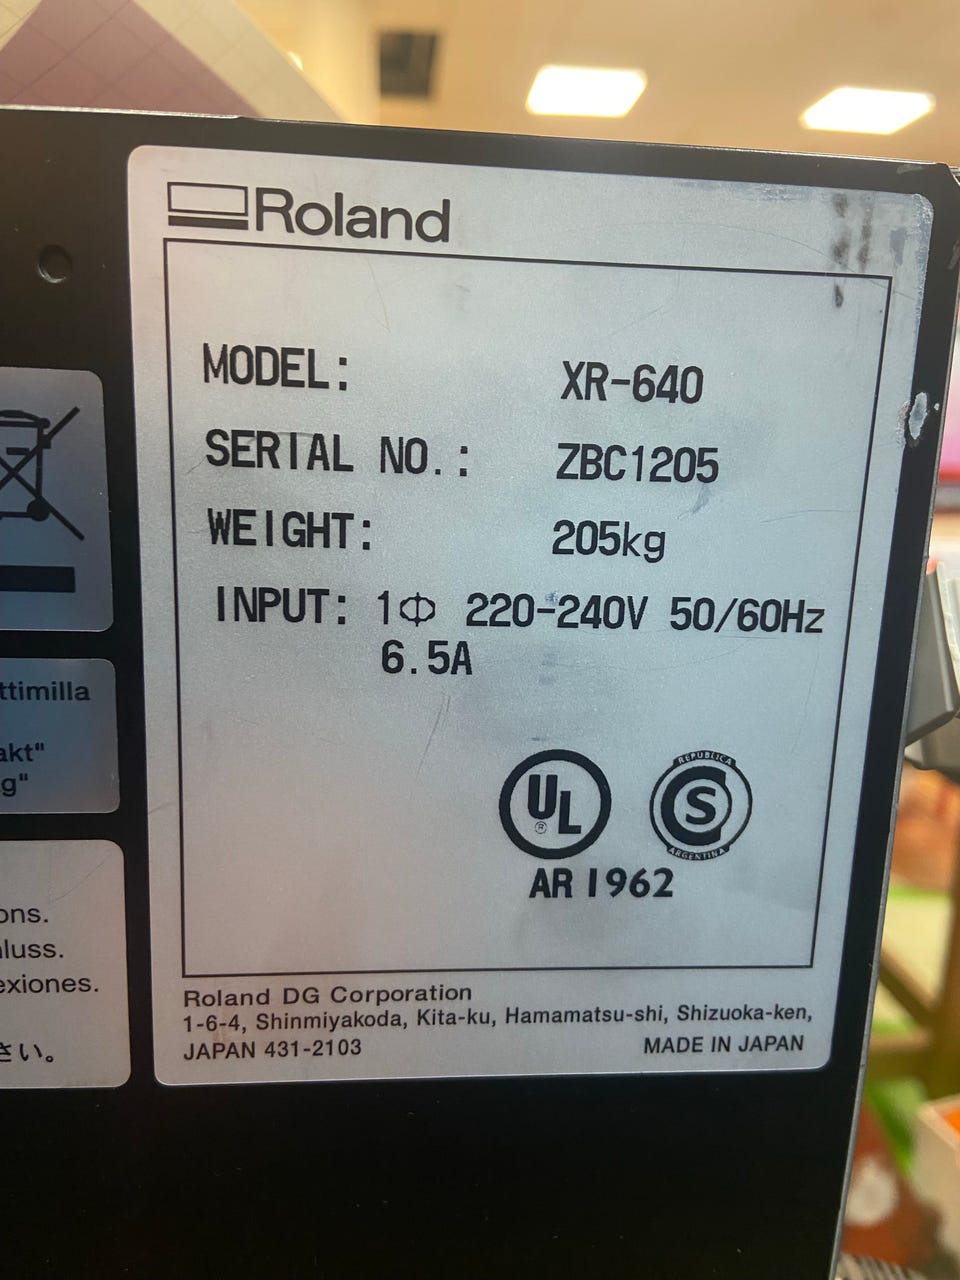 Roland
MODEL: XR-640
SERIAL NO.: ZBC1205
WEIGHT: 205kg
INPUT: 1Φ 220-240V 50/60Hz
6.5A
UL
®
REPUBLICA
S
ARGENTINA
AR 1962
Roland DG Corporation
1-6-4, Shinmiyakoda, Kita-ku, Hamamatsu-shi, Shizuoka-ken,
JAPAN 431-2103 MADE IN JAPAN
ttimilla
akt"
g"
ons.
luss.
exiones.
さい。